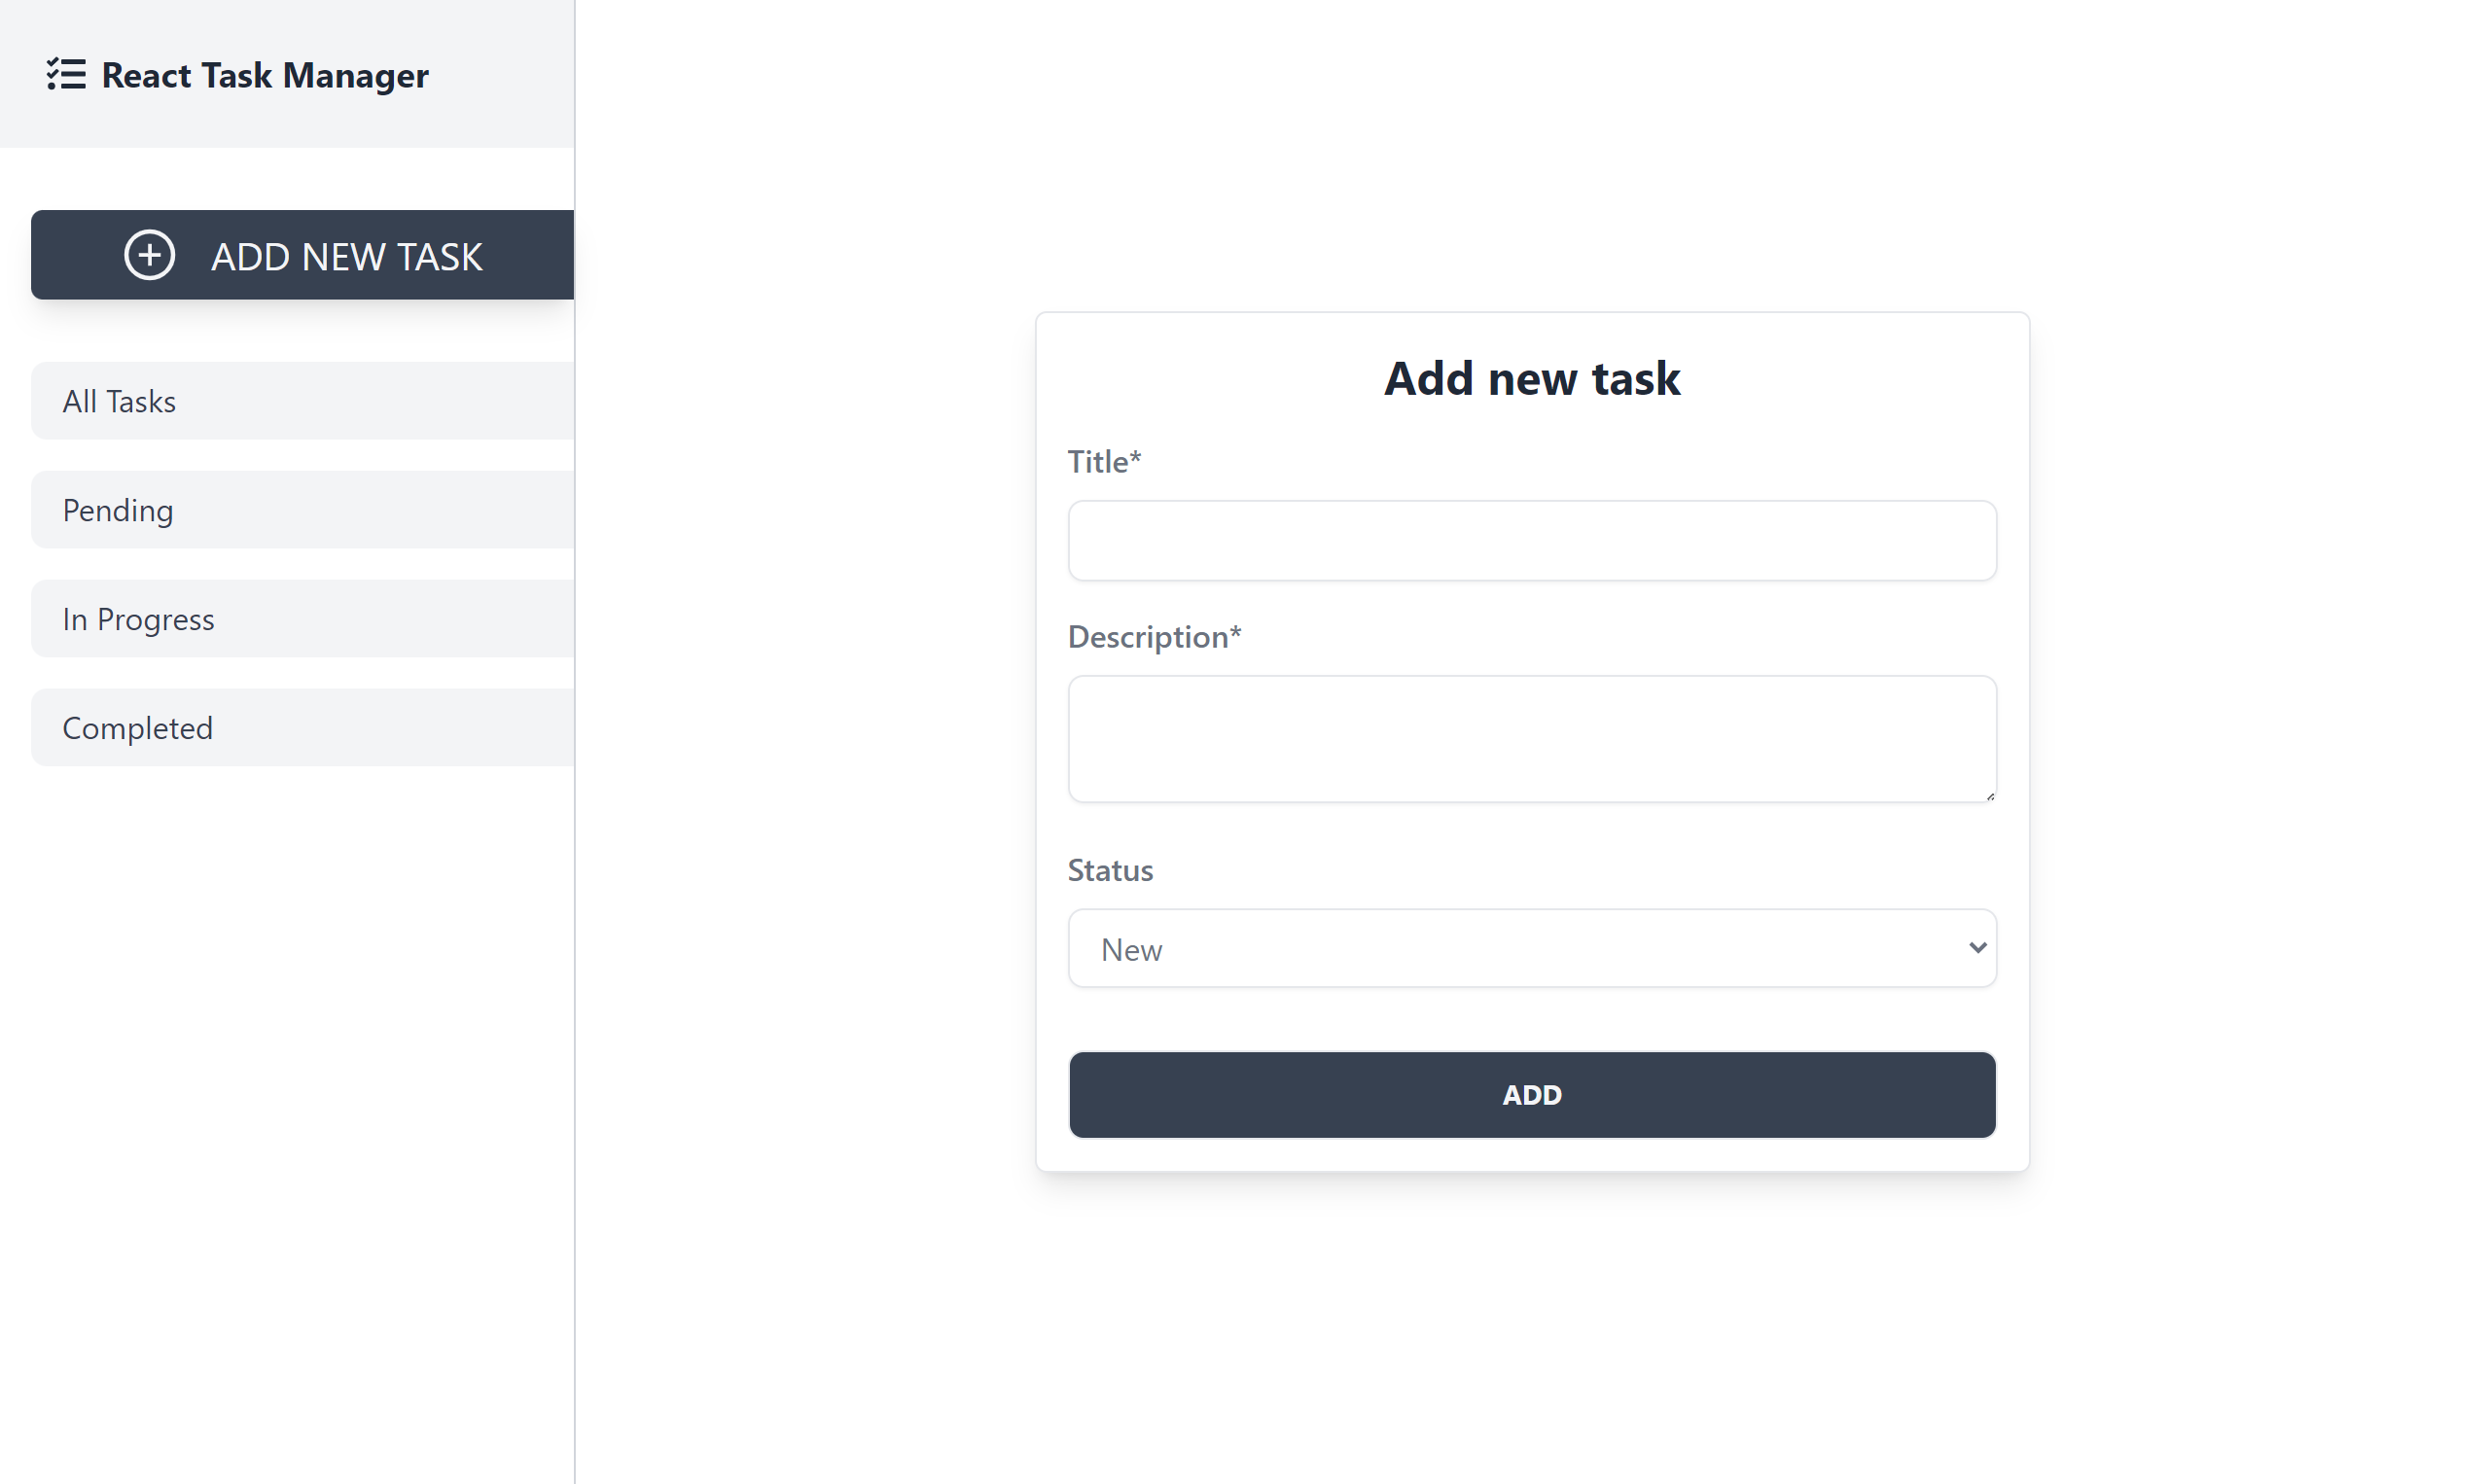 React Task Manager
ADD NEW TASK
All Tasks
Pending
In Progress
Completed
Add new task
Title*
Description*
Status
New
ADD